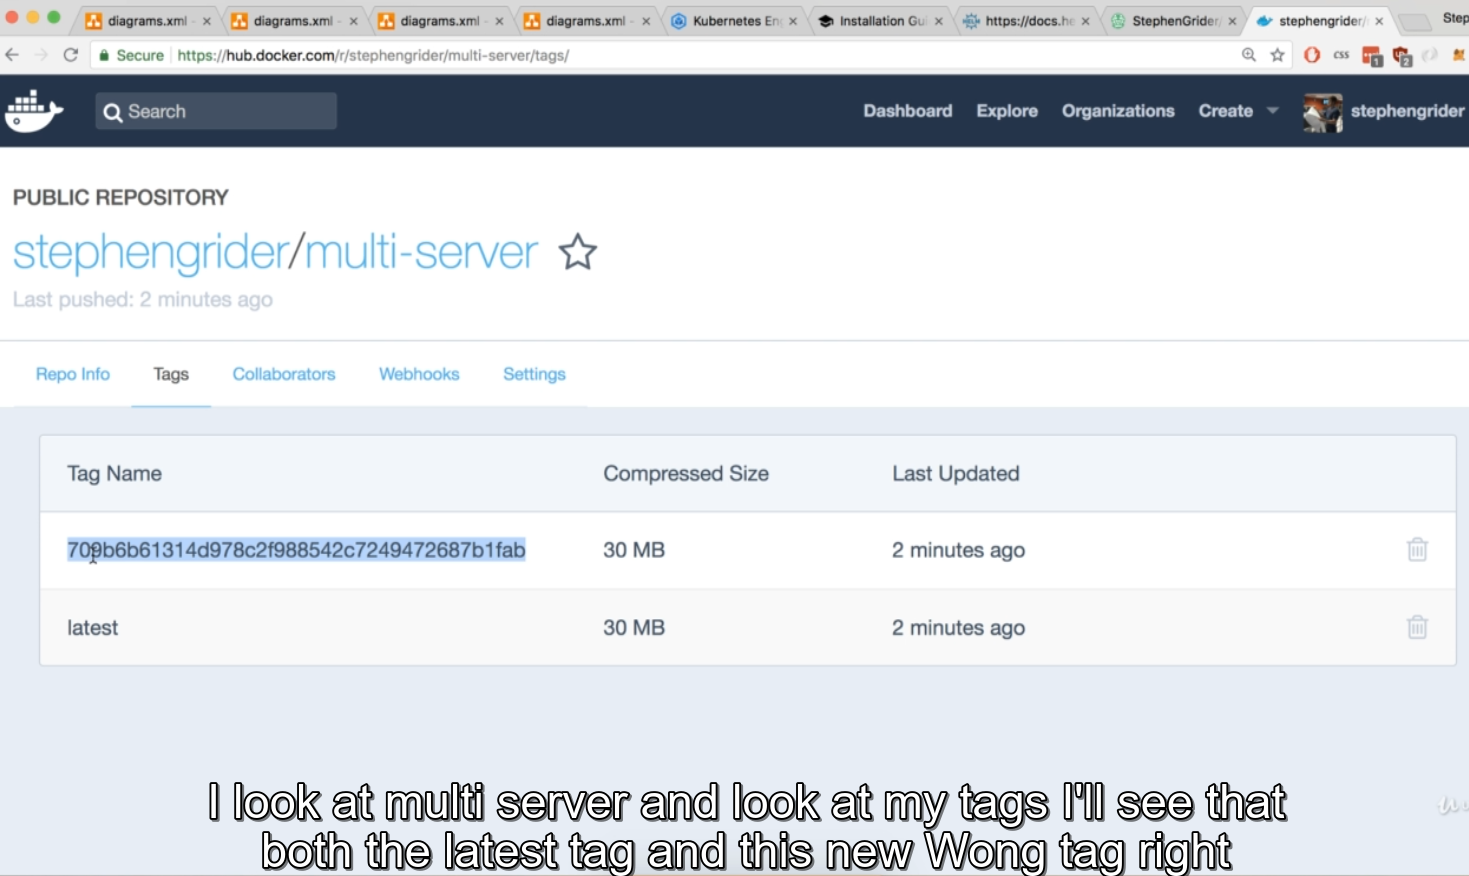 diagrams.xml - diagrams.xml - diagrams.xml - diagrams.xml - Kubernetes En Installation Gui https://docs.he StephenGrider/ stephengrider/ Step
Secure https://hub.docker.com/r/stephengrider/multi-server/tags/ css 1 2
Search Dashboard Explore Organizations Create stephengrider
PUBLIC REPOSITORY
stephengrider/multi-server
Last pushed: 2 minutes ago
Repo Info Tags Collaborators Webhooks Settings
Tag Name Compressed Size Last Updated
709b6b61314d978c2f988542c7249472687b1fab 30 MB 2 minutes ago
latest 30 MB 2 minutes ago
I look at multi server and look at my tags I'll see that
both the latest tag and this new Wong tag right